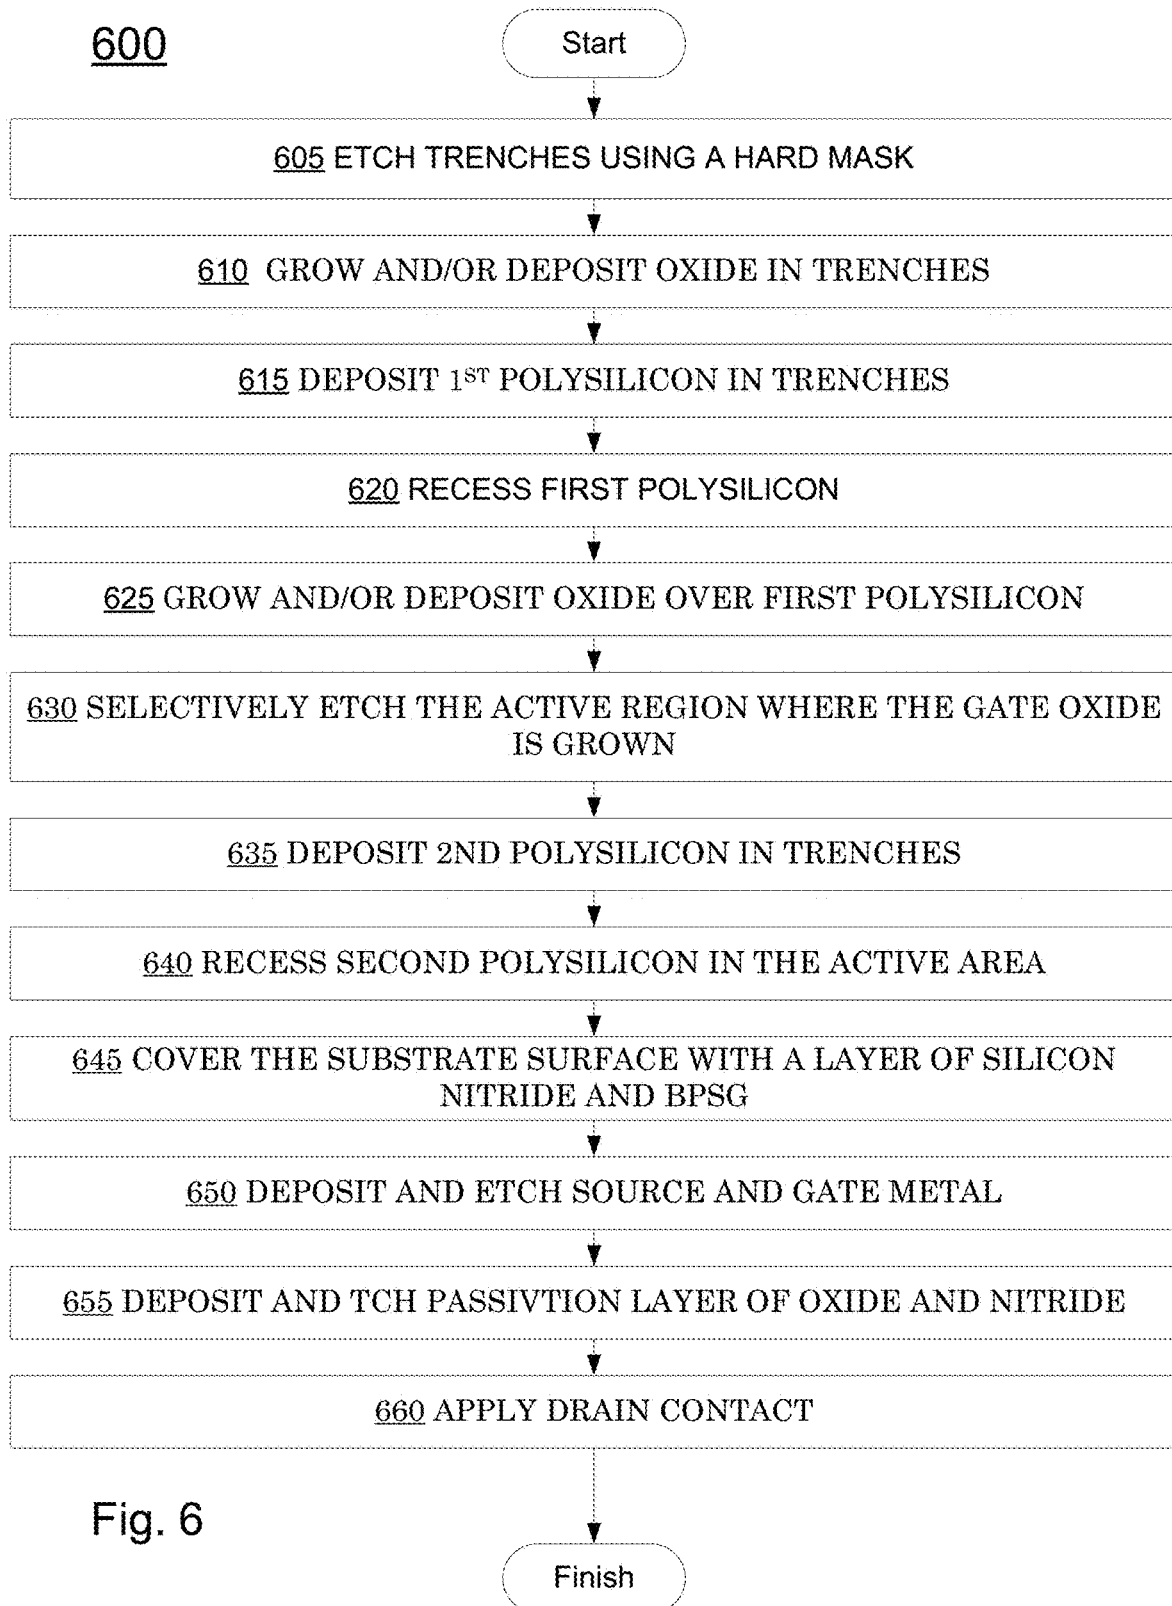 600
Start
605 ETCH TRENCHES USING A HARD MASK
610 GROW AND/OR DEPOSIT OXIDE IN TRENCHES
615 DEPOSIT 1ST POLYSILICON IN TRENCHES
620 RECESS FIRST POLYSILICON
625 GROW AND/OR DEPOSIT OXIDE OVER FIRST POLYSILICON
630 SELECTIVELY ETCH THE ACTIVE REGION WHERE THE GATE OXIDE
IS GROWN
635 DEPOSIT 2ND POLYSILICON IN TRENCHES
640 RECESS SECOND POLYSILICON IN THE ACTIVE AREA
645 COVER THE SUBSTRATE SURFACE WITH A LAYER OF SILICON
NITRIDE AND BPSG
650 DEPOSIT AND ETCH SOURCE AND GATE METAL
655 DEPOSIT AND TCH PASSIVTION LAYER OF OXIDE AND NITRIDE
660 APPLY DRAIN CONTACT
Fig. 6
Finish